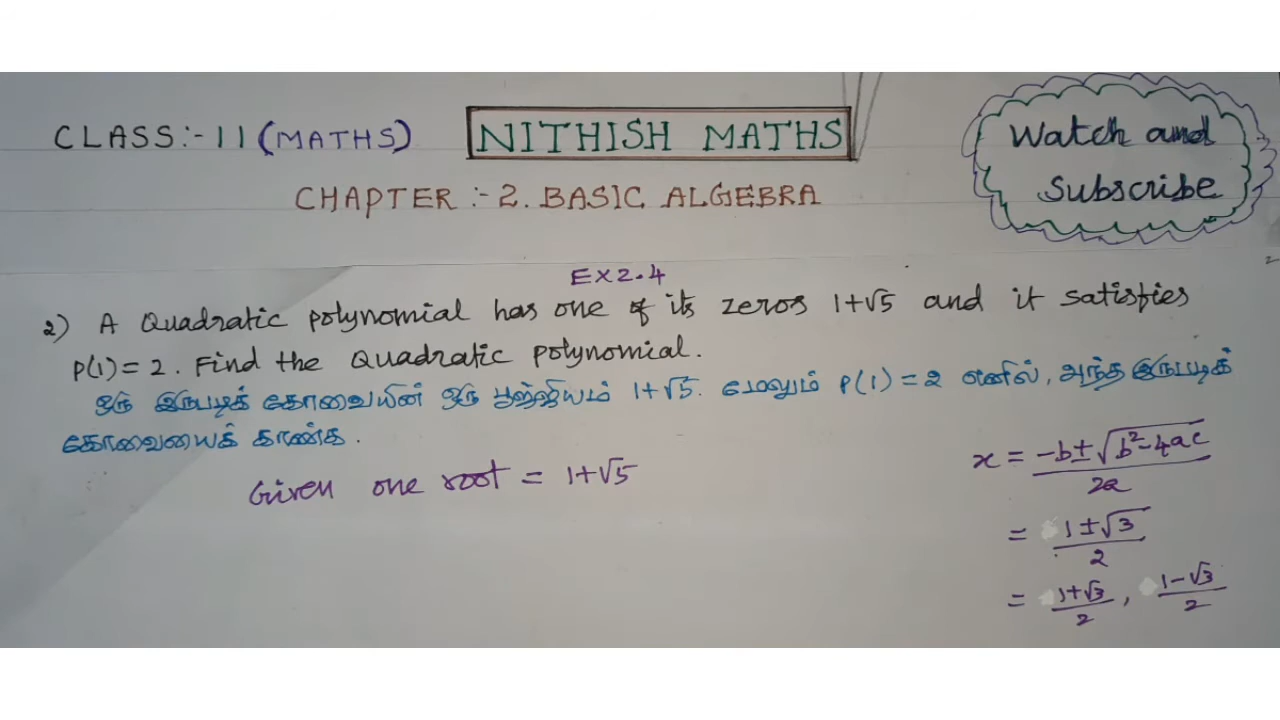 CLASS:- 11 (MATHS)
NITHISH MATHS
Watch and
Subscribe
CHAPTER :- 2. BASIC ALGEBRA
EX2.4
2) A Quadratic polynomial has one of its zeros 1+√5 and it satisfies
P(1)= 2. Find the Quadratic polynomial.
ஒரு இருபடிக் கோவையின் ஒரு பூஜ்ஜியம் 1+√5. மேலும் P(1)=2 எனில், அந்த இருபடிக்
கோவையைக் காண்க.
Given one root = 1+√5
x = -b±√b²-4ac / 2a
= 1±√3 / 2
= 1+√3 / 2 , 1-√3 / 2